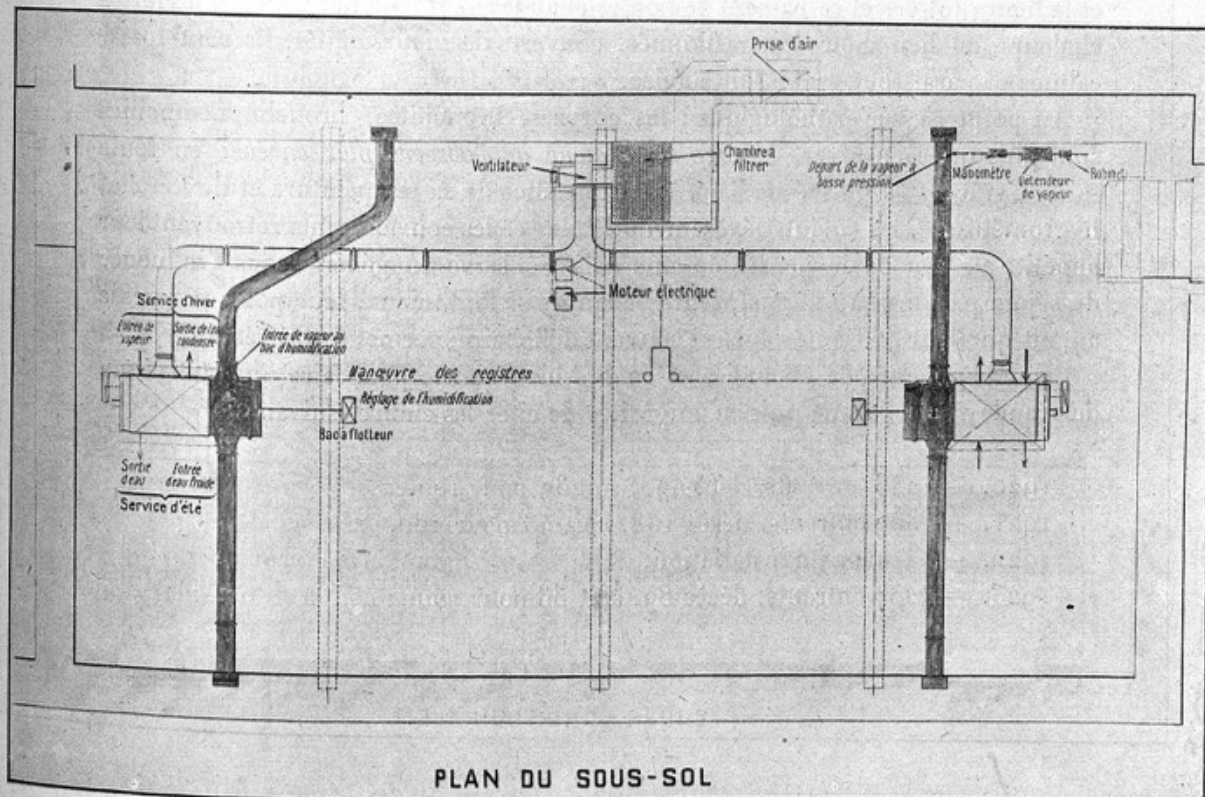 Prise d'air
Ventilateur
Chambre à
filtrer
Départ de la vapeur à
basse pression
Manomètre
Détendeur
de vapeur
Robinet
Moteur électrique
Service d'hiver
Entrée de
vapeur
Sortie de l'eau
condensée
Entrée de vapeur au
bac d'humidification
Manœuvre des registres
Réglage de l'humidification
Bac à flotteur
Sortie
d'eau
Entrée
d'eau froide
Service d'été
PLAN DU SOUS-SOL